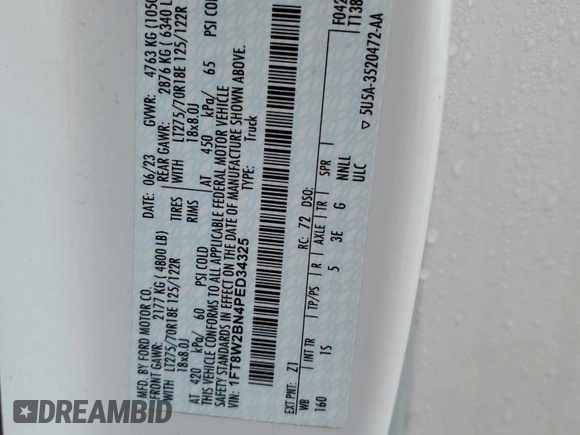 MFD. BY FORD MOTOR CO.
DATE: 06/23 GVWR: 4763 KG (1050
FRONT GAWR: 2177 KG ( 4800 LB) REAR GAWR: 2876 KG ( 6340 L
WITH LT275/70R18E 125/122R TIRES WITH LT275/70R18E 125/122R
18x8.0J RIMS 18x8.0J
AT 420 kPa/ 60 PSI COLD AT 450 kPa/ 65 PSI COLD
THIS VEHICLE CONFORMS TO ALL APPLICABLE FEDERAL MOTOR VEHICLE
SAFETY STANDARDS IN EFFECT ON THE DATE OF MANUFACTURE SHOWN ABOVE.
VIN: 1FT8W2BN4PED34325 TYPE: Truck
F042
T138
EXT PNT: Z1 RC: 72 DSO:
WB INT TR TP/PS R AXLE TR SPR
160 1S 5 3E G NNLL
ULC
5U5A-3520472-AA
DREAMBID